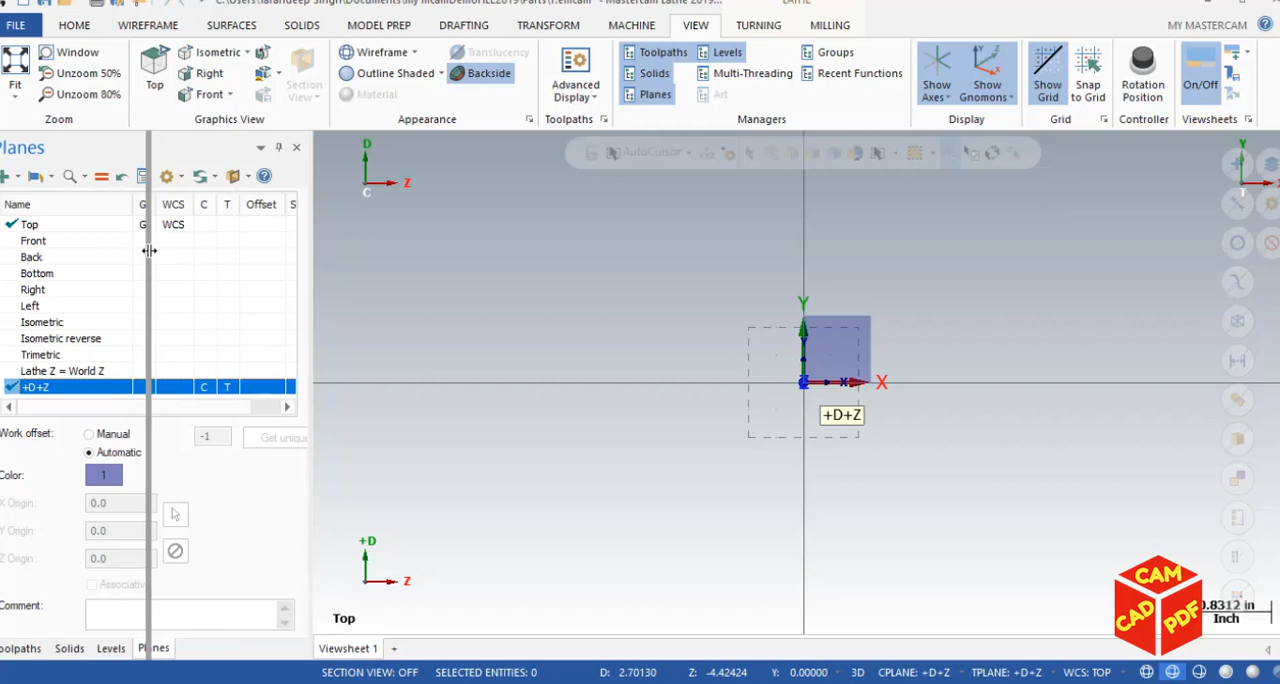 FILE HOME WIREFRAME SURFACES SOLIDS MODEL PREP DRAFTING TRANSFORM MACHINE VIEW TURNING MILLING MY MASTERCAM
Fit
Window
Unzoom 50%
Unzoom 80%
Zoom
Top
Isometric
Right
Front
Section View
Graphics View
Wireframe
Outline Shaded
Material
Translucency
Backside
Appearance
Advanced Display
Toolpaths
Toolpaths Levels Groups
Solids Multi-Threading Recent Functions
Planes Art
Managers
Show Axes
Show Gnomons
Display
Show Grid
Snap to Grid
Grid
Rotation Position
Controller
On/Off
Viewsheets
Planes
Name G WCS C T Offset S
Top G WCS
Front
Back
Bottom
Right
Left
Isometric
Isometric reverse
Trimetric
Lathe Z = World Z
+D+Z C T
Work offset: Manual -1 Get uniqu
Automatic
Color: 1
X Origin: 0.0
Y Origin: 0.0
Z Origin: 0.0
Associativ
Comment:
oolpaths Solids Levels Planes
AutoCursor
D
Z
C
Y
T
Y
X
+D+Z
+D
Z
Top
CAM
CAD PDF
0.8312 in
Inch
Viewsheet 1 +
SECTION VIEW: OFF SELECTED ENTITIES: 0 D: 2.70130 Z: -4.42424 Y: 0.00000 3D CPLANE: +D+Z TPLANE: +D+Z WCS: TOP